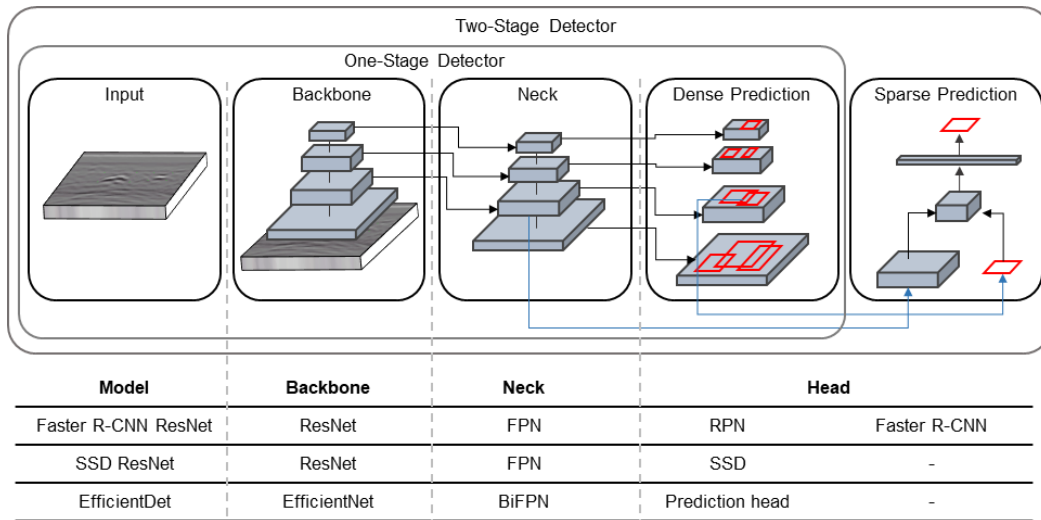 Two-Stage Detector
One-Stage Detector
Input Backbone Neck Dense Prediction Sparse Prediction
Model Backbone Neck Head
Faster R-CNN ResNet ResNet FPN RPN Faster R-CNN
SSD ResNet ResNet FPN SSD -
EfficientDet EfficientNet BiFPN Prediction head -